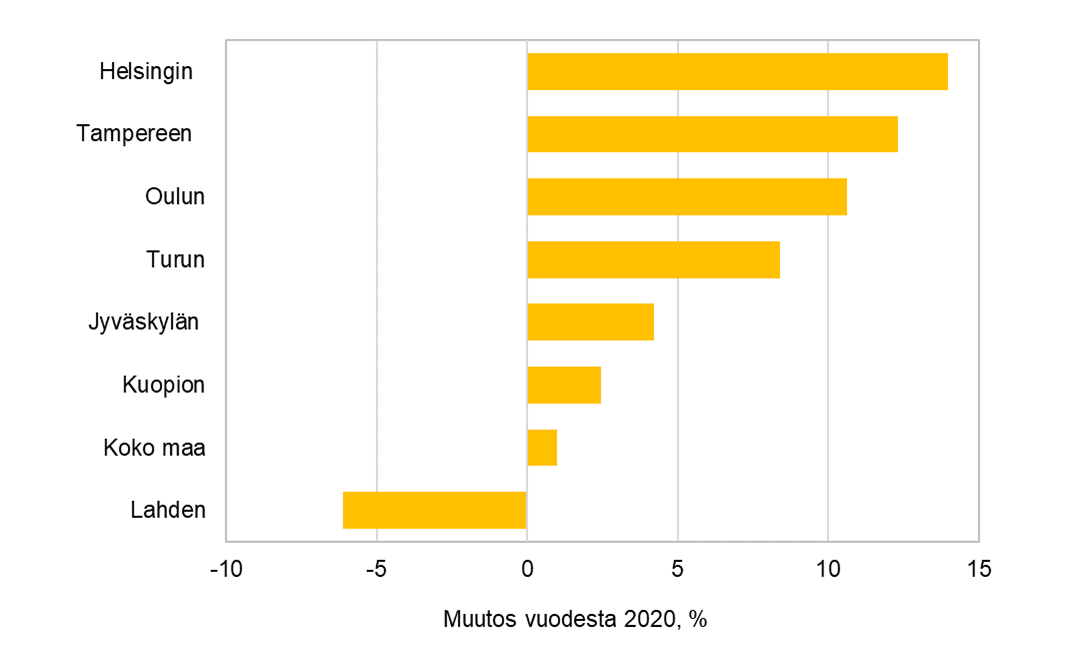 Helsingin
Tampereen
Oulun
Turun
Jyväskylän
Kuopion
Koko maa
Lahden
-10 -5 0 5 10 15
Muutos vuodesta 2020, %